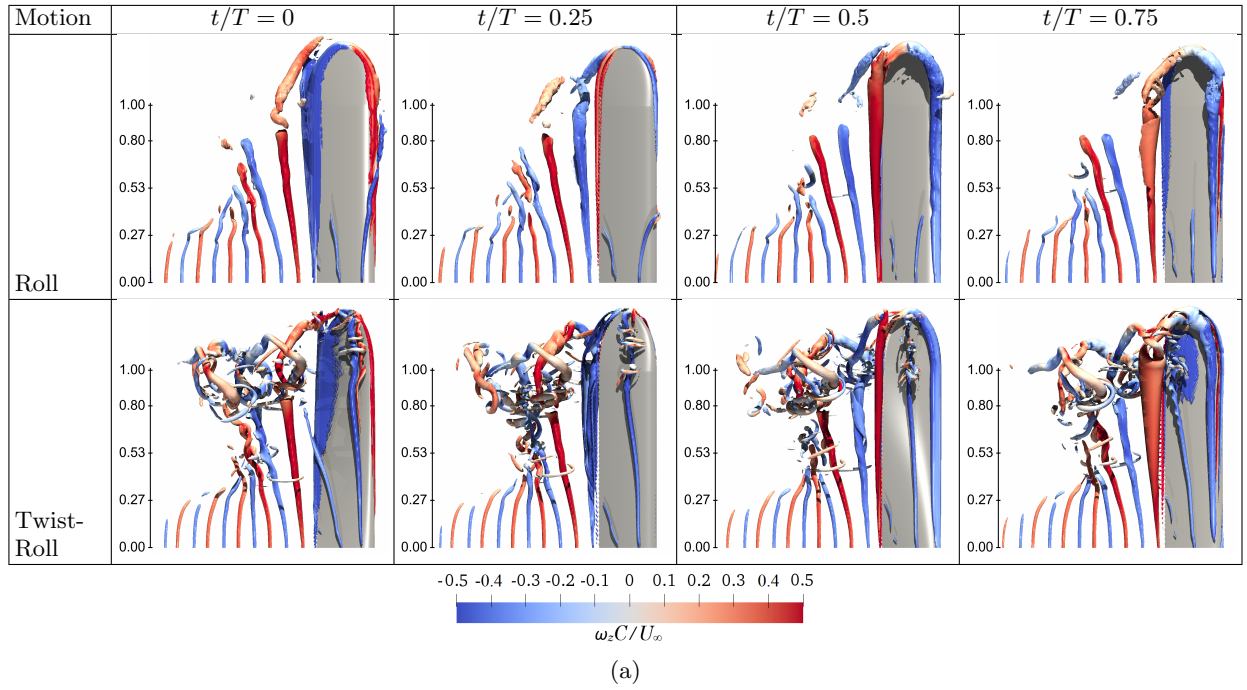 Motion t/T = 0 t/T = 0.25 t/T = 0.5 t/T = 0.75
1.00 1.00 1.00 1.00
0.80 0.80 0.80 0.80
0.53 0.53 0.53 0.53
0.27 0.27 0.27 0.27
Roll 0.00 0.00 0.00 0.00
1.00 1.00 1.00 1.00
0.80 0.80 0.80 0.80
0.53 0.53 0.53 0.53
0.27 0.27 0.27 0.27
Twist-
Roll 0.00 0.00 0.00 0.00
-0.5 -0.4 -0.3 -0.2 -0.1 0 0.1 0.2 0.3 0.4 0.5
ω_z C/U_∞
(a)